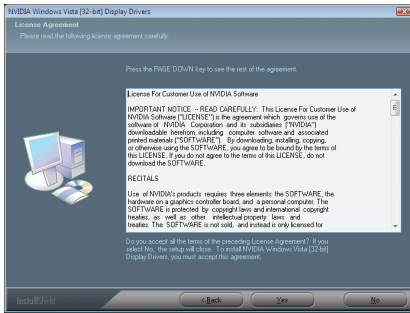 NVIDIA Windows Vista (32-bit) Display Drivers
License Agreement
Please read the following license agreement carefully.
Press the PAGE DOWN key to see the rest of the agreement.
License For Customer Use of NVIDIA Software
IMPORTANT NOTICE -- READ CAREFULLY: This License For Customer Use of
NVIDIA Software ("LICENSE") is the agreement which governs use of the
software of NVIDIA Corporation and its subsidiaries ("NVIDIA")
downloadable herefrom, including computer software and associated
printed materials ("SOFTWARE"). By downloading, installing, copying,
or otherwise using the SOFTWARE, you agree to be bound by the terms of
this LICENSE. If you do not agree to the terms of this LICENSE, do not
download the SOFTWARE.
RECITALS
Use of NVIDIA's products requires three elements: the SOFTWARE, the
hardware on a graphics controller board, and a personal computer. The
SOFTWARE is protected by copyright laws and international copyright
treaties, as well as other intellectual property laws and
treaties. The SOFTWARE is not sold, and instead is only licensed for
Do you accept all the terms of the preceding License Agreement? If you
select No, the setup will close. To install NVIDIA Windows Vista (32-bit)
Display Drivers, you must accept this agreement.
InstallShield
< Back
Yes
No